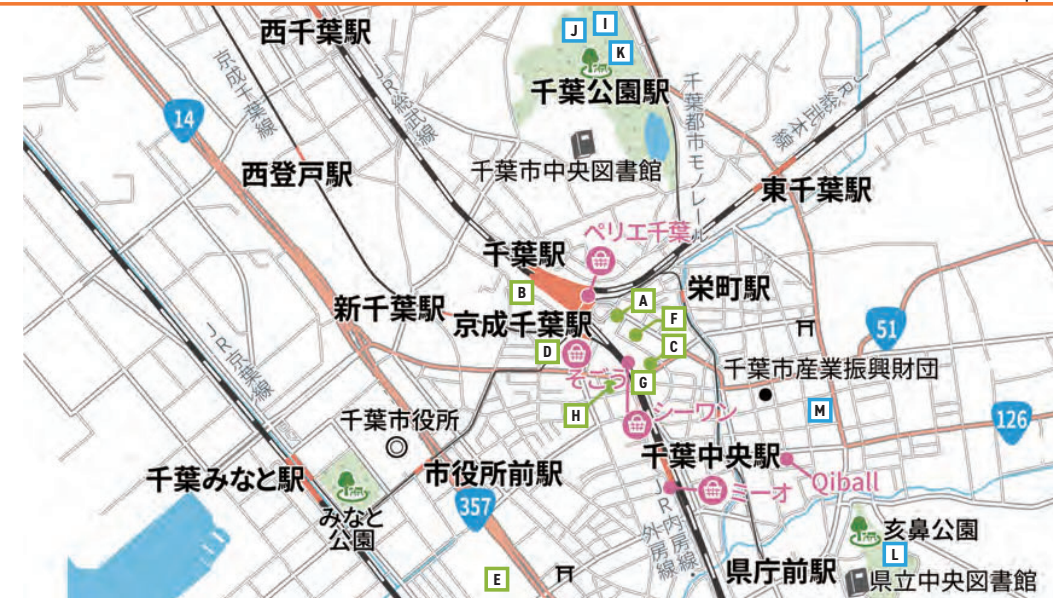 西千葉駅
J
I
K
京成千葉線
JR総武線
千葉公園駅
千葉都市モノレール
JR総武本線
14
千葉市中央図書館
西登戸駅
東千葉駅
ペリエ千葉
千葉駅
B
A
栄町駅
新千葉駅
京成千葉駅
F
51
D
C
そごう
G
千葉市産業振興財団
JR京葉線
H
シーワン
M
126
千葉市役所
千葉みなと駅
市役所前駅
千葉中央駅
Qiball
357
ミーオ
みなと
公園
JR
外房線
内房線
亥鼻公園
L
E
県庁前駅
県立中央図書館